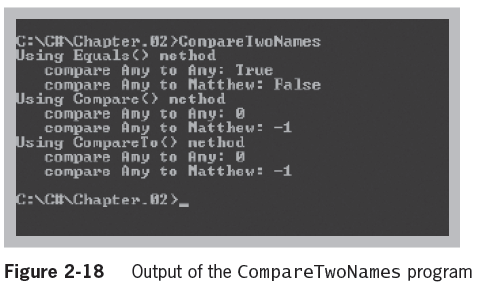 C:\C#\Chapter.02>CompareTwoNames
Using Equals() method
compare Amy to Amy: True
compare Amy to Matthew: False
Using Compare() method
compare Amy to Amy: 0
compare Amy to Matthew: -1
Using CompareTo() method
compare Amy to Amy: 0
compare Amy to Matthew: -1
C:\C#\Chapter.02>_
Figure 2-18 Output of the CompareTwoNames program